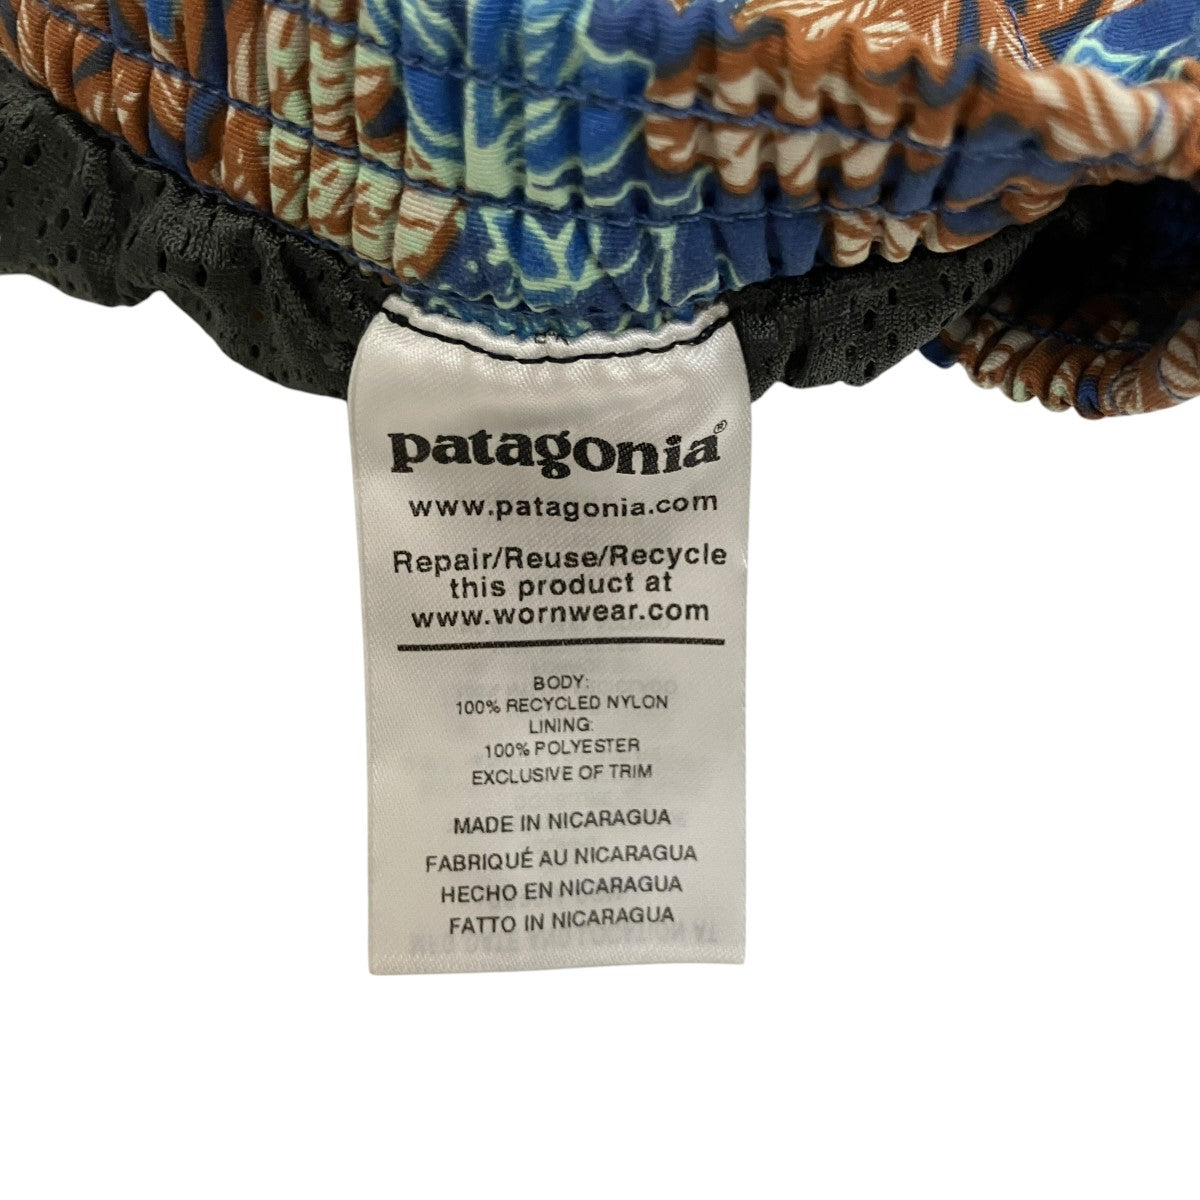 patagonia®
www.patagonia.com
Repair/Reuse/Recycle
this product at
www.wornwear.com
BODY:
100% RECYCLED NYLON
LINING:
100% POLYESTER
EXCLUSIVE OF TRIM
MADE IN NICARAGUA
FABRIQUÉ AU NICARAGUA
HECHO EN NICARAGUA
FATTO IN NICARAGUA